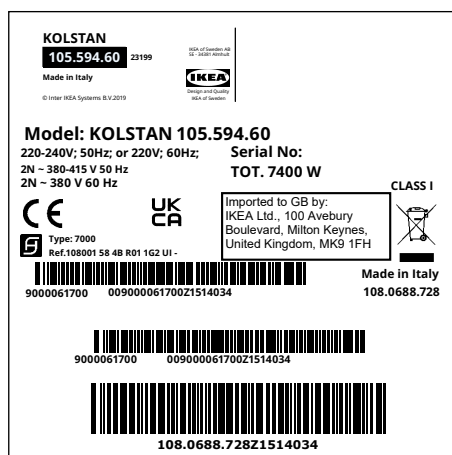 KOLSTAN
105.594.60 23199
Made in Italy
© Inter IKEA Systems B.V.2019
IKEA of Sweden AB
SE - 34381 Älmhult
IKEA
Design and Quality
IKEA of Sweden
Model: KOLSTAN 105.594.60
220-240V; 50Hz; or 220V; 60Hz;
2N ~ 380-415 V 50 Hz
2N ~ 380 V 60 Hz
Serial No:
TOT. 7400 W
CLASS I
CE
UK
CA
Imported to GB by:
IKEA Ltd., 100 Avebury
Boulevard, Milton Keynes,
United Kingdom, MK9 1FH
Type: 7000
Ref.108001 58 4B R01 1G2 UI -
Made in Italy
108.0688.728
9000061700 009000061700Z1514034
9000061700 009000061700Z1514034
108.0688.728Z1514034